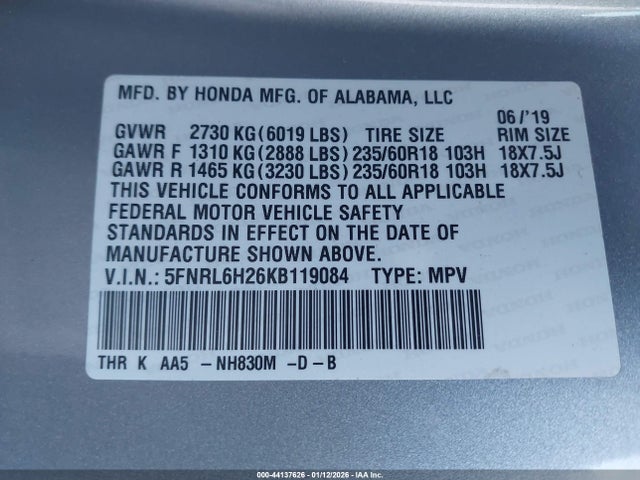 MFD. BY HONDA MFG. OF ALABAMA, LLC
06/'19
GVWR 2730 KG (6019 LBS) TIRE SIZE RIM SIZE
GAWR F 1310 KG (2888 LBS) 235/60R18 103H 18X7.5J
GAWR R 1465 KG (3230 LBS) 235/60R18 103H 18X7.5J
THIS VEHICLE CONFORMS TO ALL APPLICABLE
FEDERAL MOTOR VEHICLE SAFETY
STANDARDS IN EFFECT ON THE DATE OF
MANUFACTURE SHOWN ABOVE.
V.I.N.: 5FNRL6H26KB119084 TYPE: MPV
THR K AA5 - NH830M -D-B
000-44137626 - 01/12/2026 - IAA Inc.